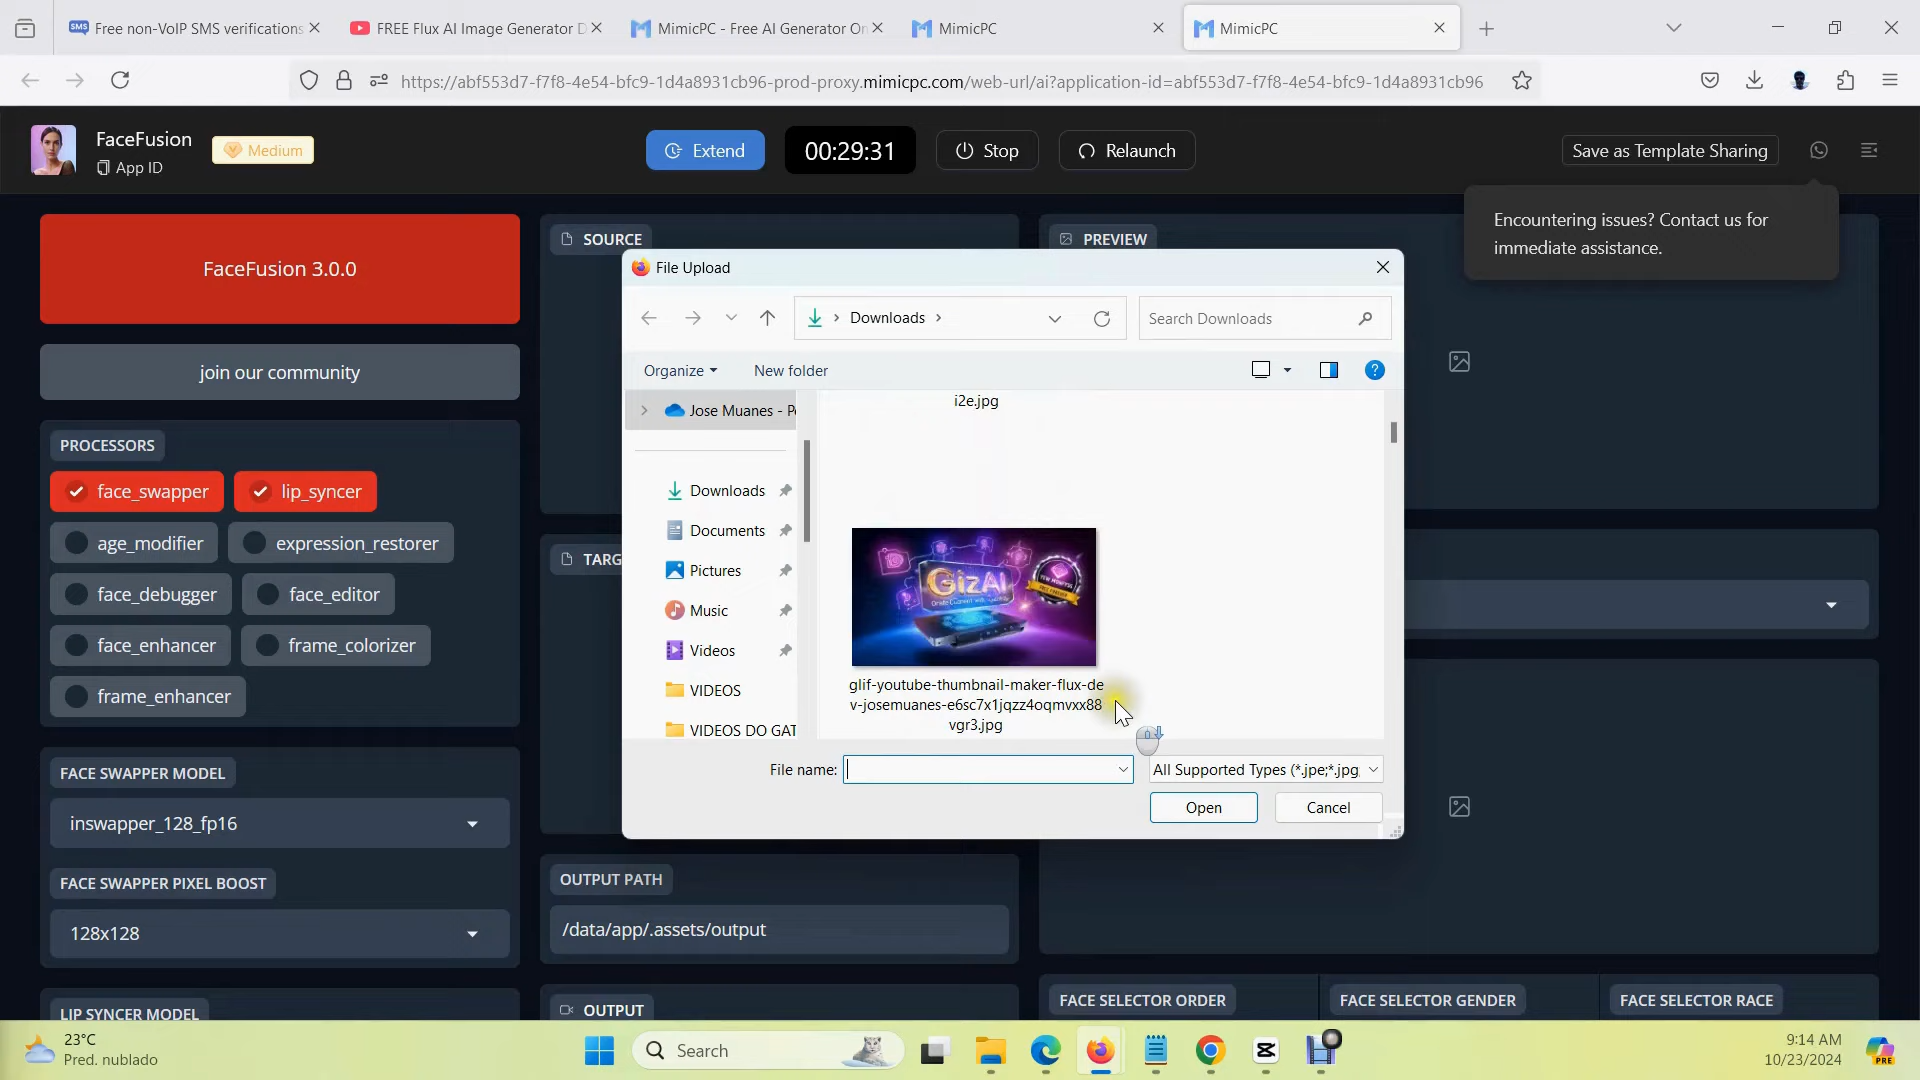 Free non-VoIP SMS verifications
FREE Flux AI Image Generator D
MimicPC - Free AI Generator On
MimicPC
MimicPC
https://abf553d7-f7f8-4e54-bfc9-1d4a8931cb96-prod-proxy.mimicpc.com/web-url/ai?application-id=abf553d7-f7f8-4e54-bfc9-1d4a8931cb96
FaceFusion
App ID
Medium
Extend
00:29:31
Stop
Relaunch
Save as Template Sharing
Encountering issues? Contact us for
immediate assistance.
FaceFusion 3.0.0
join our community
PROCESSORS
face_swapper
lip_syncer
age_modifier
expression_restorer
face_debugger
face_editor
face_enhancer
frame_colorizer
frame_enhancer
FACE SWAPPER MODEL
inswapper_128_fp16
FACE SWAPPER PIXEL BOOST
128x128
LIP SYNCER MODEL
SOURCE
TARG
OUTPUT PATH
/data/app/.assets/output
OUTPUT
PREVIEW
File Upload
Downloads
Search Downloads
Organize
New folder
Jose Muanes - Pe
Downloads
Documents
Pictures
Music
Videos
VIDEOS
VIDEOS DO GAT
i2e.jpg
GizAI
glif-youtube-thumbnail-maker-flux-de
v-josemuanes-e6sc7x1jqzz4oqmvxx88
vgr3.jpg
File name:
All Supported Types (*.jpe;*.jpg;
Open
Cancel
FACE SELECTOR ORDER
FACE SELECTOR GENDER
FACE SELECTOR RACE
23°C
Pred. nublado
Search
9:14 AM
10/23/2024
PRE